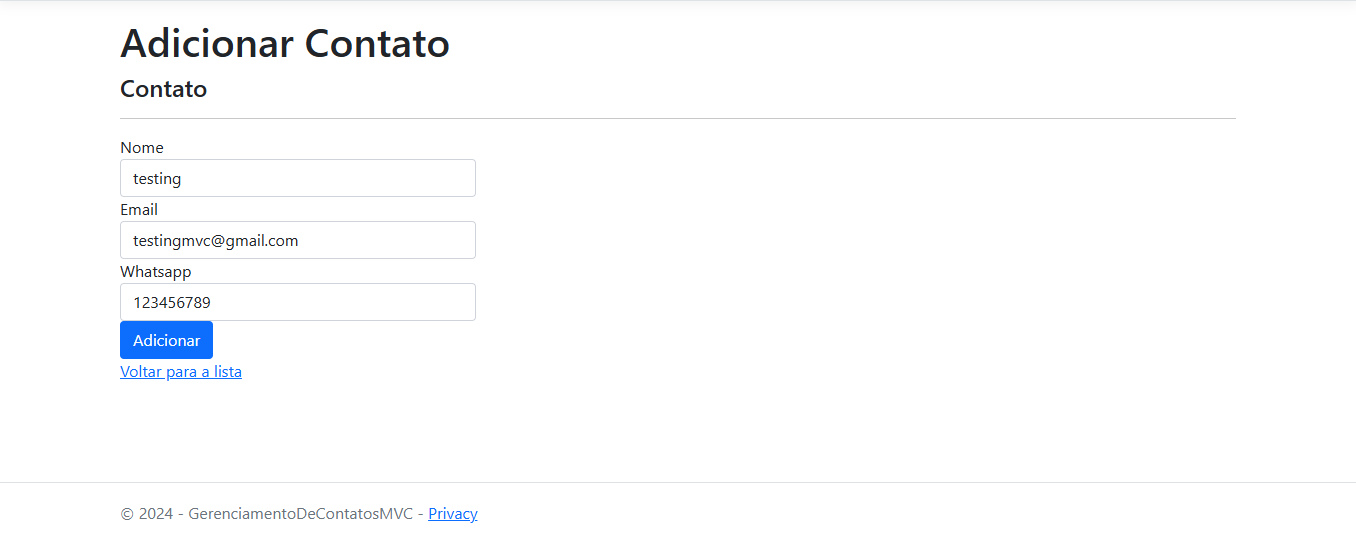 Adicionar Contato
Contato
Nome
testing
Email
testingmvc@gmail.com
Whatsapp
123456789
Adicionar
Voltar para a lista
© 2024 - GerenciamentoDeContatosMVC - Privacy